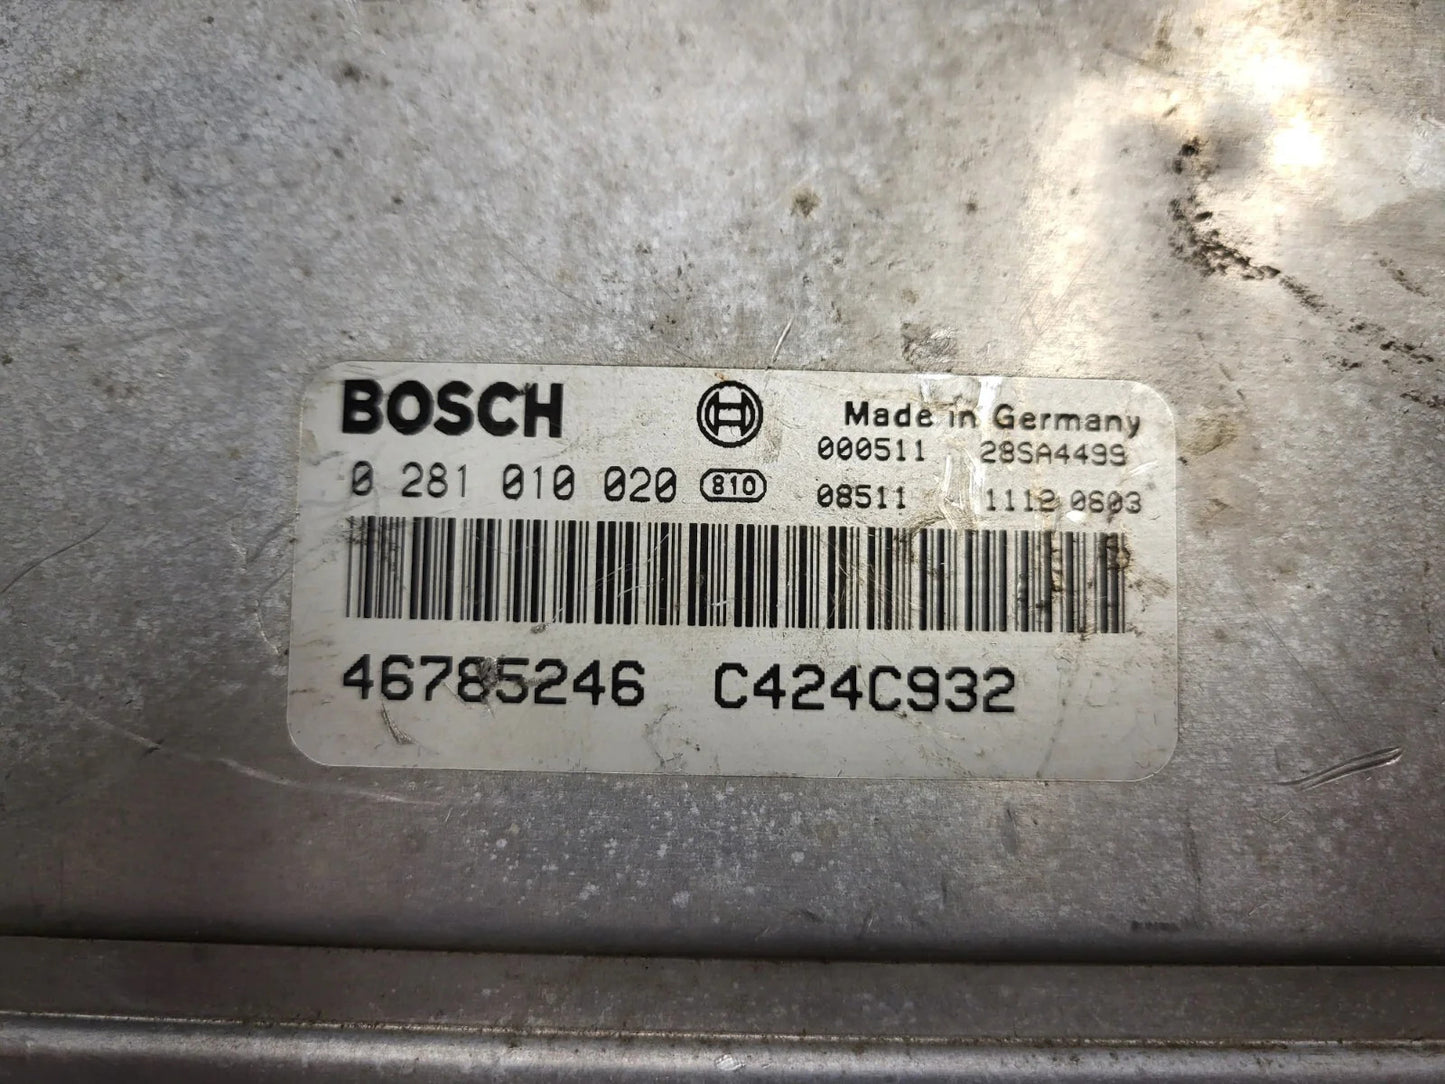 BOSCH Made in Germany
000511 28SA4499
0 281 010 020 810 08511 1112 0603
46785246 C424C932